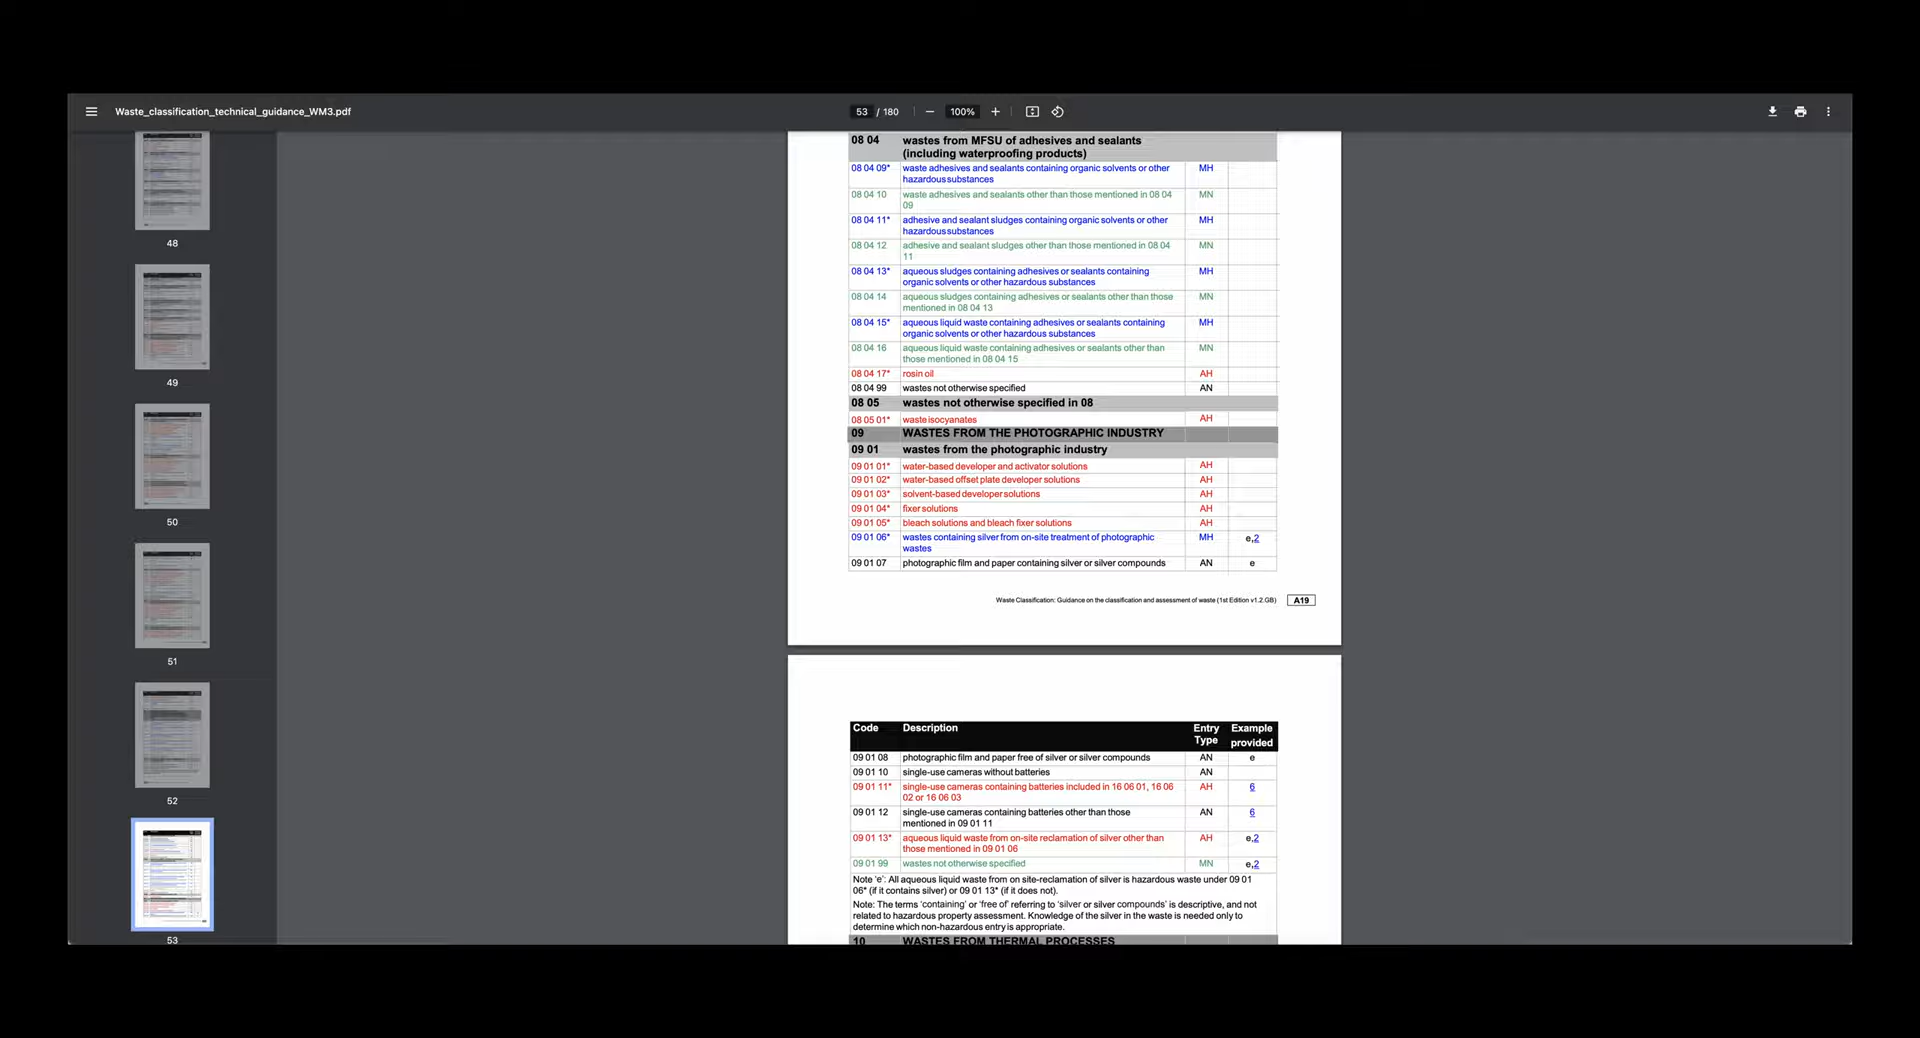 Waste_classification_technical_guidance_WM3.pdf
53 / 180
100%
48
49
50
51
52
53
08 04 wastes from MFSU of adhesives and sealants
(including waterproofing products)
08 04 09* waste adhesives and sealants containing organic solvents or other MH
hazardous substances
08 04 10 waste adhesives and sealants other than those mentioned in 08 04 MN
09
08 04 11* adhesive and sealant sludges containing organic solvents or other MH
hazardous substances
08 04 12 adhesive and sealant sludges other than those mentioned in 08 04 MN
11
08 04 13* aqueous sludges containing adhesives or sealants containing MH
organic solvents or other hazardous substances
08 04 14 aqueous sludges containing adhesives or sealants other than those MN
mentioned in 08 04 13
08 04 15* aqueous liquid waste containing adhesives or sealants containing MH
organic solvents or other hazardous substances
08 04 16 aqueous liquid waste containing adhesives or sealants other than MN
those mentioned in 08 04 15
08 04 17* rosin oil AH
08 04 99 wastes not otherwise specified AN
08 05 wastes not otherwise specified in 08
08 05 01* waste isocyanates AH
09 WASTES FROM THE PHOTOGRAPHIC INDUSTRY
09 01 wastes from the photographic industry
09 01 01* water-based developer and activator solutions AH
09 01 02* water-based offset plate developer solutions AH
09 01 03* solvent-based developer solutions AH
09 01 04* fixer solutions AH
09 01 05* bleach solutions and bleach fixer solutions AH
09 01 06* wastes containing silver from on-site treatment of photographic MH e,2
wastes
09 01 07 photographic film and paper containing silver or silver compounds AN e
Waste Classification: Guidance on the classification and assessment of waste (1st Edition v1.2.GB) A19
Code Description Entry Example
Type provided
09 01 08 photographic film and paper free of silver or silver compounds AN e
09 01 10 single-use cameras without batteries AN
09 01 11* single-use cameras containing batteries included in 16 06 01, 16 06 AH 6
02 or 16 06 03
09 01 12 single-use cameras containing batteries other than those AN 6
mentioned in 09 01 11
09 01 13* aqueous liquid waste from on-site reclamation of silver other than AH e,2
those mentioned in 09 01 06
09 01 99 wastes not otherwise specified MN e,2
Note 'e': All aqueous liquid waste from on site-reclamation of silver is hazardous waste under 09 01
06* (if it contains silver) or 09 01 13* (if it does not).
Note: The terms 'containing' or 'free of' referring to 'silver or silver compounds' is descriptive, and not
related to hazardous property assessment. Knowledge of the silver in the waste is needed only to
determine which non-hazardous entry is appropriate.
10 WASTES FROM THERMAL PROCESSES